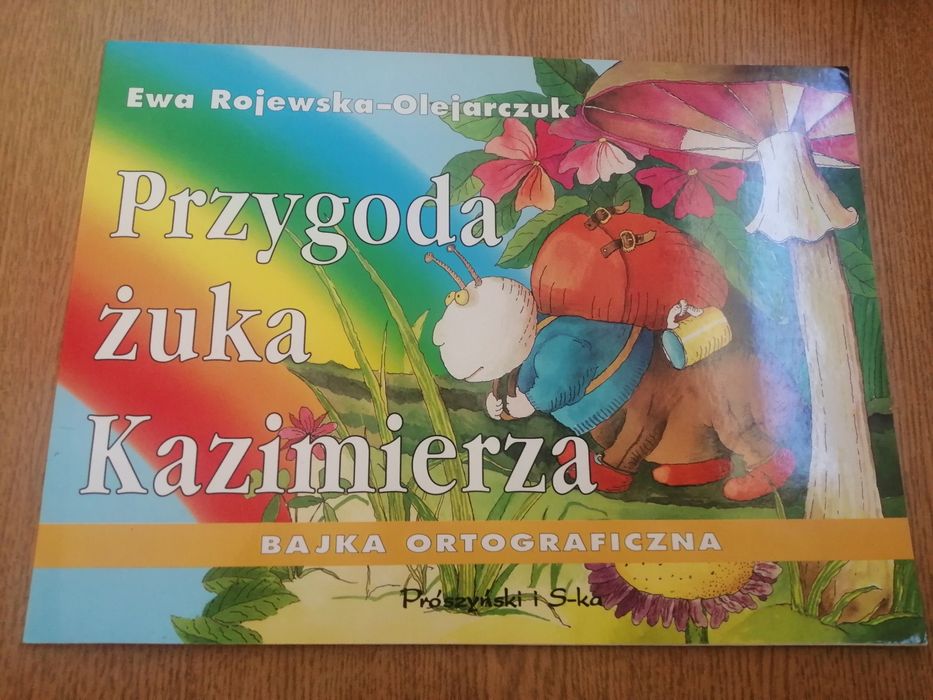 Ewa Rojewska-Olejarczuk
Przygoda
żuka
Kazimierza
BAJKA ORTOGRAFICZNA
Prószyński i S-ka